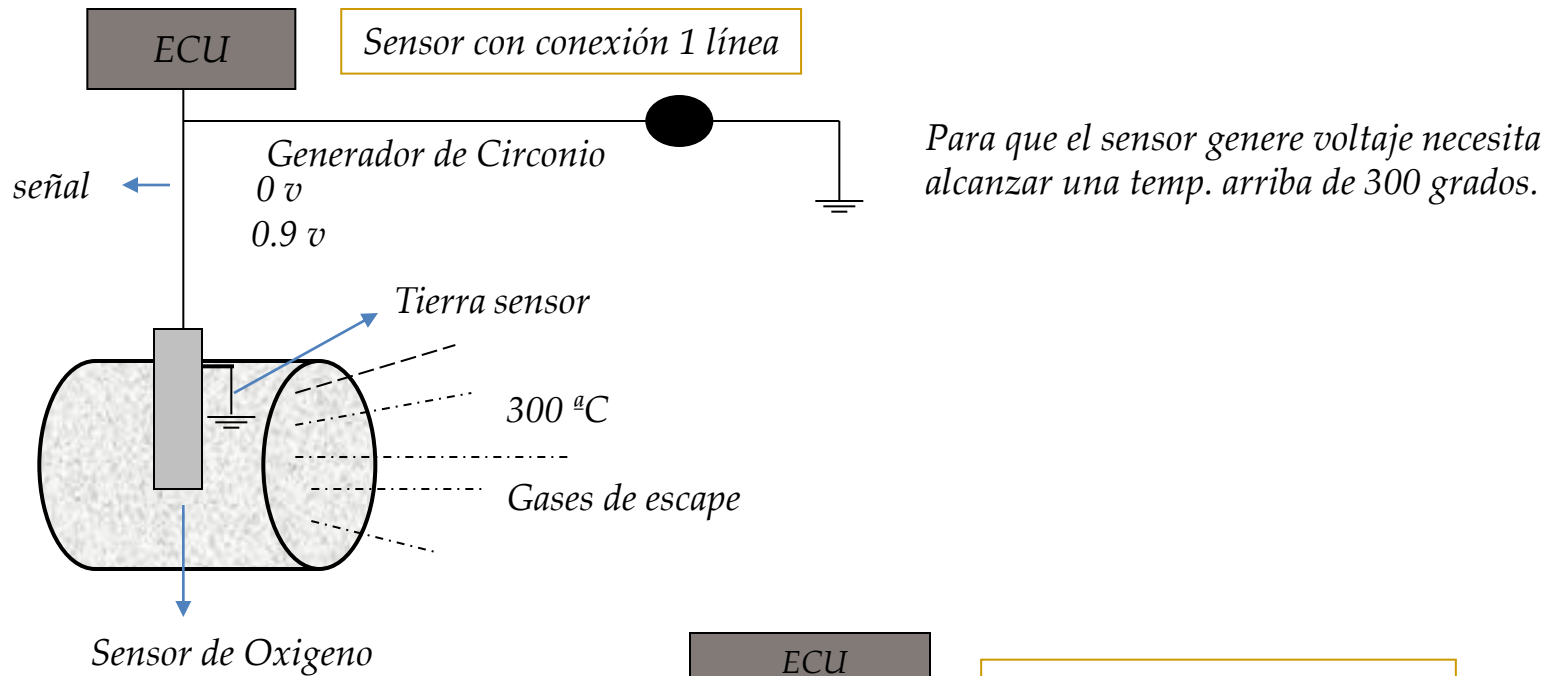 ECU
Sensor con conexión 1 línea
Para que el sensor genere voltaje necesita
alcanzar una temp. arriba de 300 grados.
Generador de Circonio
señal
0 v
0.9 v
Tierra sensor
300 ªC
Gases de escape
Sensor de Oxigeno
ECU